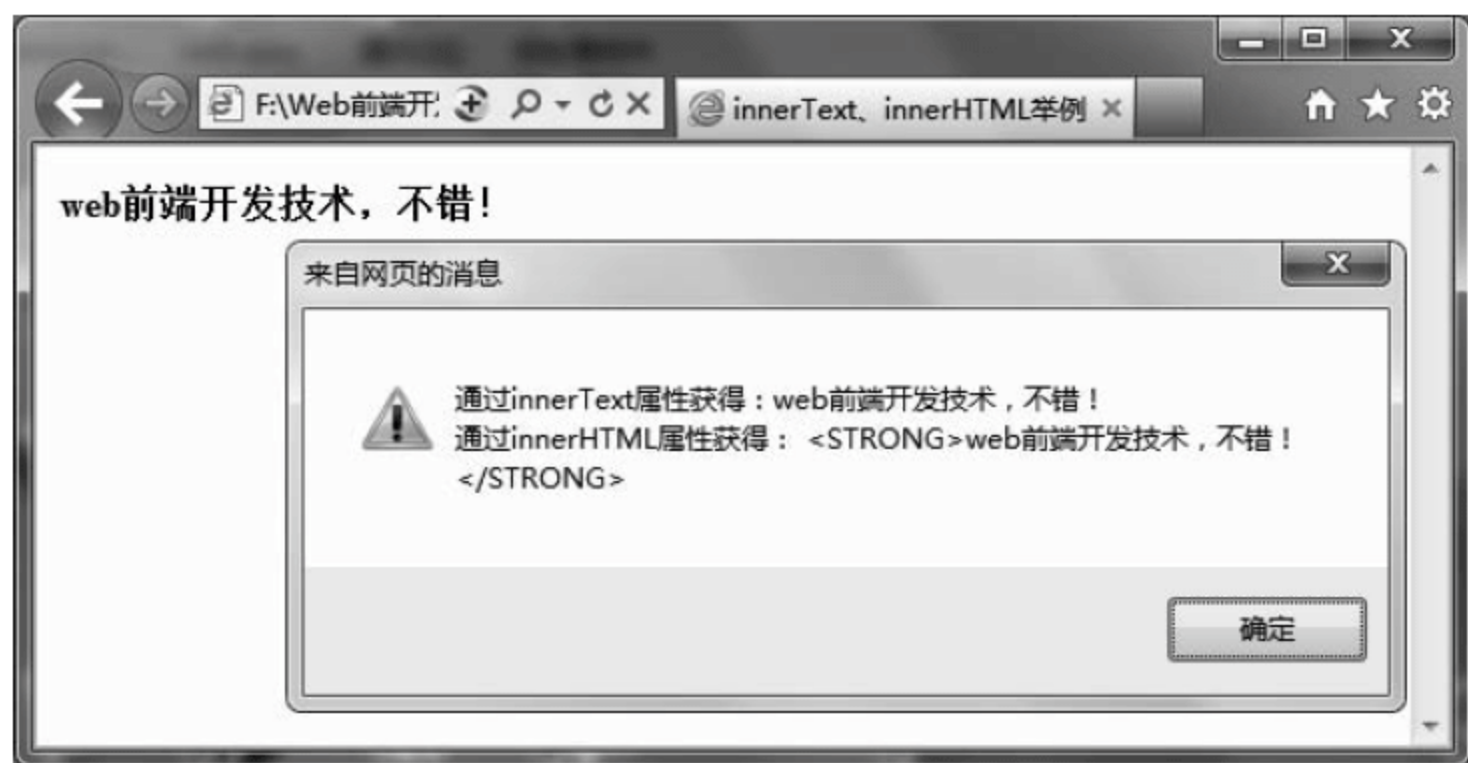 F:\Web前端开
innerText、innerHTML举例
web前端开发技术，不错！
来自网页的消息
通过innerText属性获得：web前端开发技术，不错！
通过innerHTML属性获得： <STRONG>web前端开发技术，不错！
</STRONG>
确定